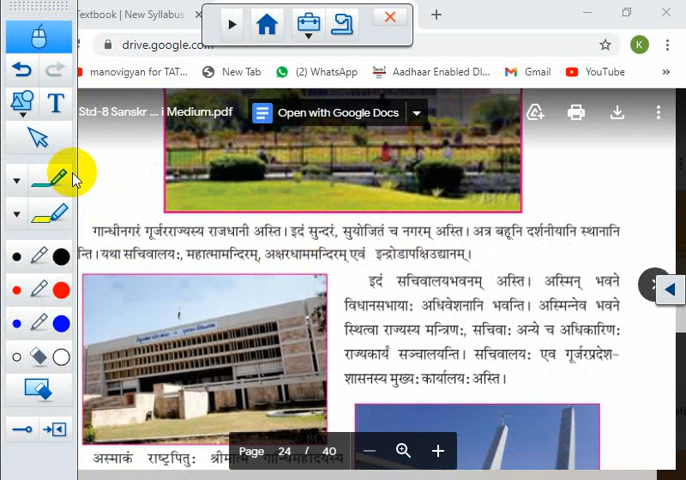 Textbook | New Syllabus
drive.google.com
K
manovigyan for TAT...
New Tab
(2) WhatsApp
Aadhaar Enabled DI...
Gmail
YouTube
Std-8 Sanskr ... i Medium.pdf
Open with Google Docs
T
गान्धीनगरं गूर्जरराज्यस्य राजधानी अस्ति। इदं सुन्दरं, सुयोजितं च नगरम् अस्ति। अत्र बहूनि दर्शनीयानि स्थानानि
न्ति। यथा सचिवालयः, महात्मामन्दिरम्, अक्षरधाममन्दिरम् एवं इन्द्रोडापक्षिउद्यानम्।
इदं सचिवालयभवनम् अस्ति। अस्मिन् भवने
विधानसभायाः अधिवेशनानि भवन्ति। अस्मिन्नेव भवने
स्थित्वा राज्यस्य मन्त्रिणः, सचिवाः अन्ये च अधिकारिणः
राज्यकार्यं सञ्चालयन्ति। सचिवालयः एव गूर्जरप्रदेश-
शासनस्य मुख्यः कार्यालयः अस्ति।
Page 24 / 40
अस्माकं राष्ट्रपितुः